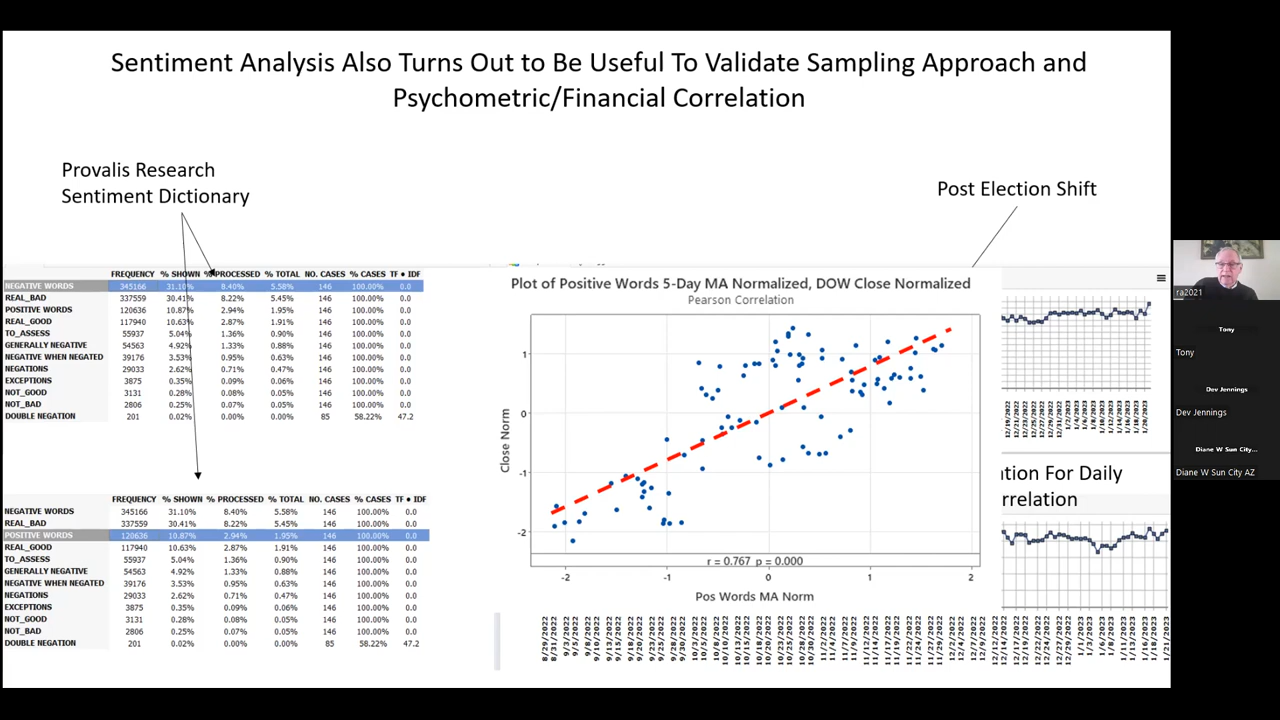 Sentiment Analysis Also Turns Out to Be Useful To Validate Sampling Approach and
Psychometric/Financial Correlation
Provalis Research
Sentiment Dictionary
Post Election Shift
FREQUENCY % SHOWN % PROCESSED % TOTAL NO. CASES % CASES TF • IDF
NEGATIVE WORDS 345166 31.10% 8.40% 5.58% 146 100.00% 0.0
REAL_BAD 337559 30.41% 8.22% 5.45% 146 100.00% 0.0
POSITIVE WORDS 120636 10.87% 2.94% 1.95% 146 100.00% 0.0
REAL_GOOD 117940 10.63% 2.87% 1.91% 146 100.00% 0.0
TO_ASSESS 55937 5.04% 1.36% 0.90% 146 100.00% 0.0
GENERALLY NEGATIVE 54563 4.92% 1.33% 0.88% 146 100.00% 0.0
NEGATIVE WHEN NEGATED 39176 3.53% 0.95% 0.63% 146 100.00% 0.0
NEGATIONS 29033 2.62% 0.71% 0.47% 146 100.00% 0.0
EXCEPTIONS 3875 0.35% 0.09% 0.06% 146 100.00% 0.0
NOT_GOOD 3131 0.28% 0.08% 0.05% 146 100.00% 0.0
NOT_BAD 2806 0.25% 0.07% 0.05% 146 100.00% 0.0
DOUBLE NEGATION 201 0.02% 0.00% 0.00% 85 58.22% 47.2
FREQUENCY % SHOWN % PROCESSED % TOTAL NO. CASES % CASES TF • IDF
NEGATIVE WORDS 345166 31.10% 8.40% 5.58% 146 100.00% 0.0
REAL_BAD 337559 30.41% 8.22% 5.45% 146 100.00% 0.0
POSITIVE WORDS 120636 10.87% 2.94% 1.95% 146 100.00% 0.0
REAL_GOOD 117940 10.63% 2.87% 1.91% 146 100.00% 0.0
TO_ASSESS 55937 5.04% 1.36% 0.90% 146 100.00% 0.0
GENERALLY NEGATIVE 54563 4.92% 1.33% 0.88% 146 100.00% 0.0
NEGATIVE WHEN NEGATED 39176 3.53% 0.95% 0.63% 146 100.00% 0.0
NEGATIONS 29033 2.62% 0.71% 0.47% 146 100.00% 0.0
EXCEPTIONS 3875 0.35% 0.09% 0.06% 146 100.00% 0.0
NOT_GOOD 3131 0.28% 0.08% 0.05% 146 100.00% 0.0
NOT_BAD 2806 0.25% 0.07% 0.05% 146 100.00% 0.0
DOUBLE NEGATION 201 0.02% 0.00% 0.00% 85 58.22% 47.2
Plot of Positive Words 5-Day MA Normalized, DOW Close Normalized
Pearson Correlation
Close Norm
1
0
-1
-2
r = 0.767 p = 0.000
-2 -1 0 1 2
Pos Words MA Norm
ation For Daily
rrelation
ra2021
Tony
Tony
Dev Jennings
Dev Jennings
Diane W Sun City...
Diane W Sun City AZ